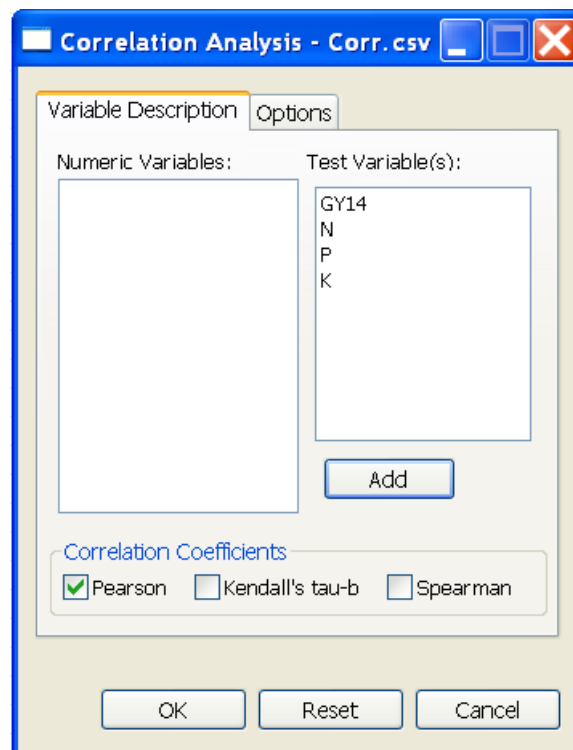 Correlation Analysis - Corr.csv
Variable Description Options
Numeric Variables: Test Variable(s):
GY14
N
P
K
Add
Correlation Coefficients
Pearson Kendall's tau-b Spearman
OK Reset Cancel